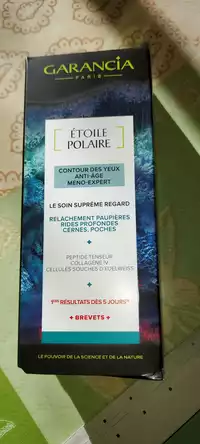 GARANCIA
PARIS
ÉTOILE
POLAIRE
CONTOUR DES YEUX
ANTI-ÂGE
MENO-EXPERT
LE SOIN SUPRÊME REGARD
RELÂCHEMENT PAUPIÈRES
RIDES PROFONDES
CERNES, POCHES
+
PEPTIDE TENSEUR
COLLAGÈNE IV
CELLULES SOUCHES D'EDELWEISS
+
1ERS RÉSULTATS DÈS 5 JOURS
+ BREVETS +
LE POUVOIR DE LA SCIENCE ET DE LA NATURE